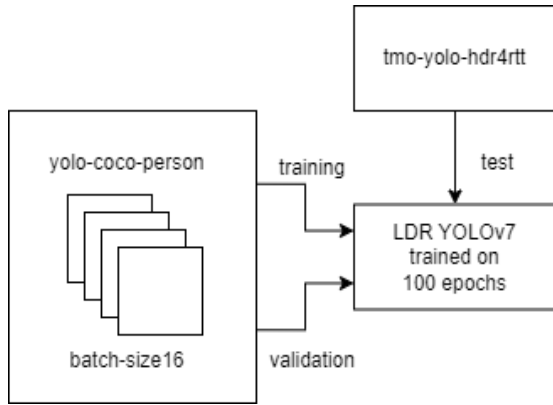 tmo-yolo-hdr4rtt
yolo-coco-person
training
test
LDR YOLOv7
trained on
100 epochs
batch-size16
validation